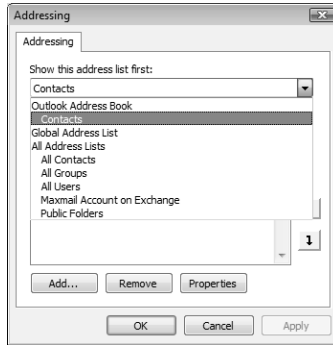 Addressing
Addressing
Show this address list first:
Contacts
Outlook Address Book
Contacts
Global Address List
All Address Lists
All Contacts
All Groups
All Users
Maxmail Account on Exchange
Public Folders
Add...
Remove
Properties
OK
Cancel
Apply